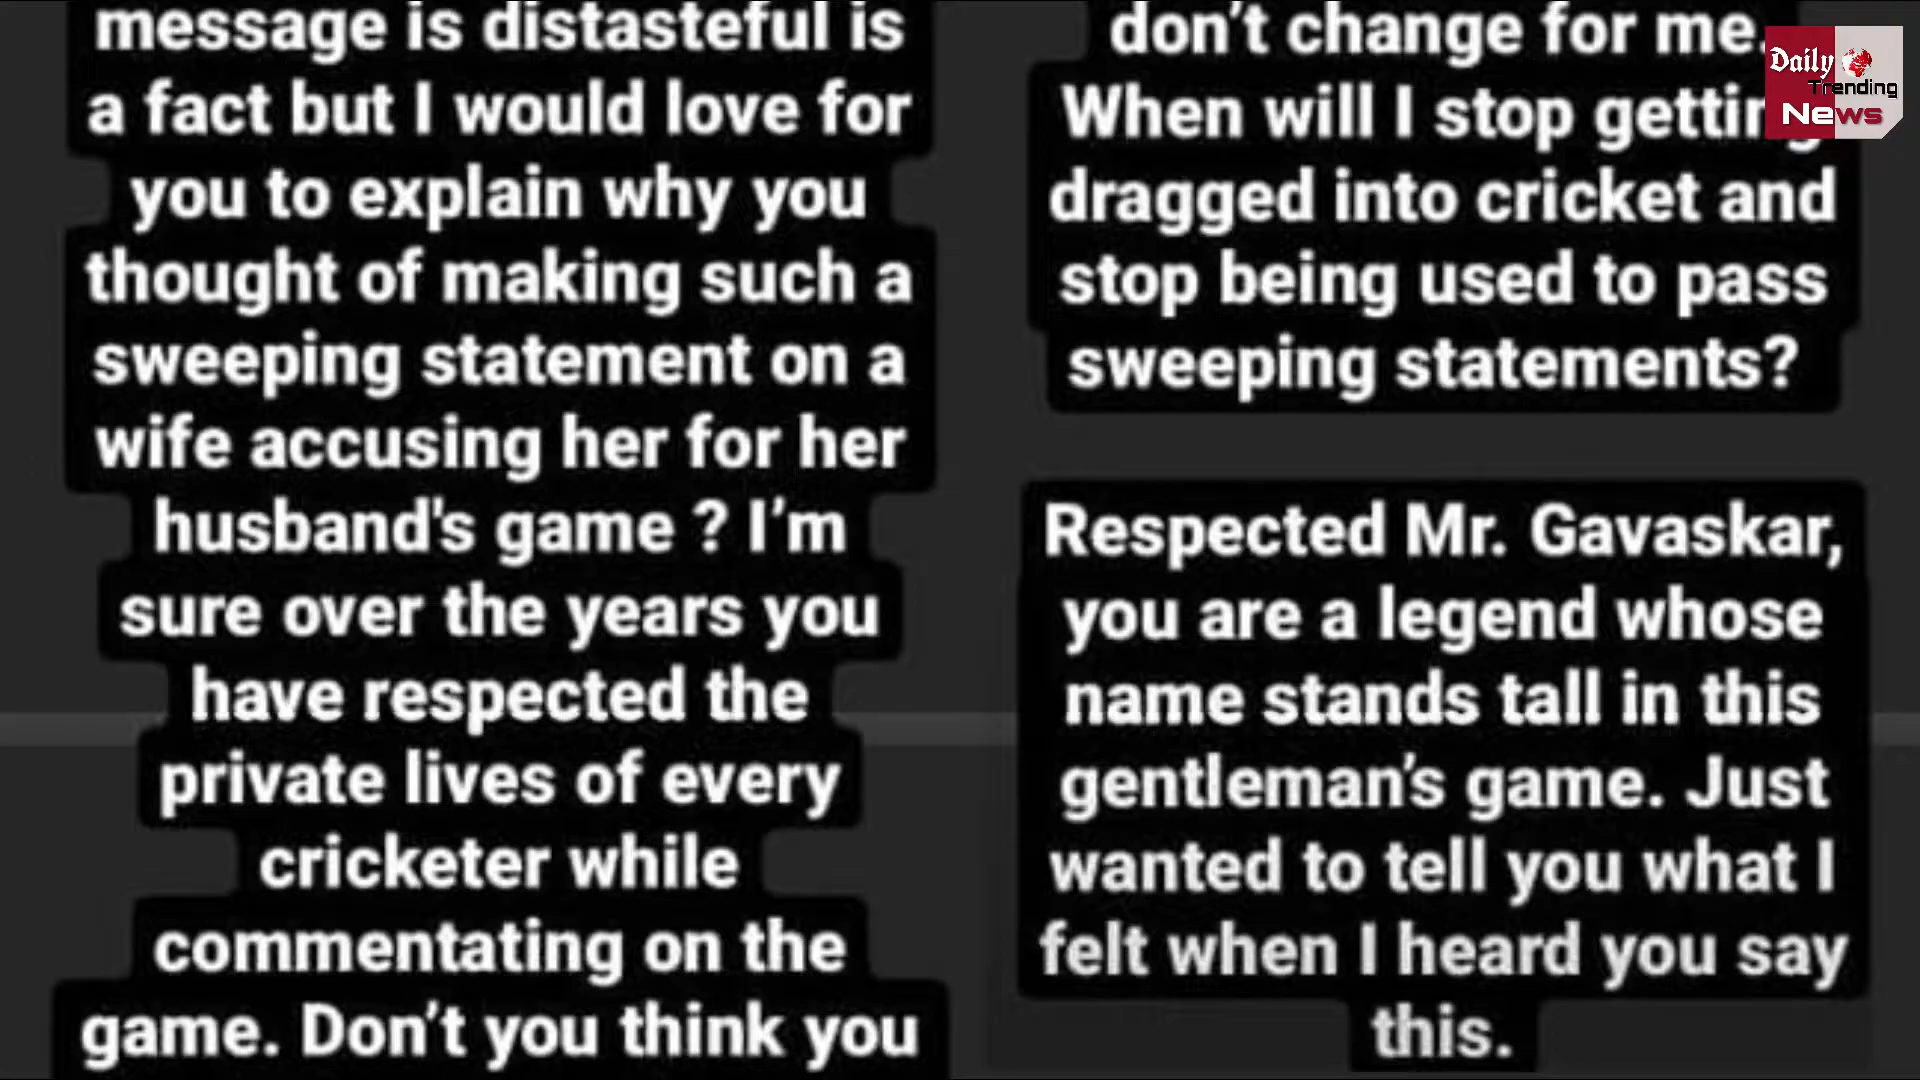 message is distasteful is
a fact but I would love for
you to explain why you
thought of making such a
sweeping statement on a
wife accusing her for her
husband's game ? I'm
sure over the years you
have respected the
private lives of every
cricketer while
commentating on the
game. Don't you think you
don't change for me.
When will I stop getting
dragged into cricket and
stop being used to pass
sweeping statements?
Respected Mr. Gavaskar,
you are a legend whose
name stands tall in this
gentleman's game. Just
wanted to tell you what I
felt when I heard you say
this.
Daily
Trending
News